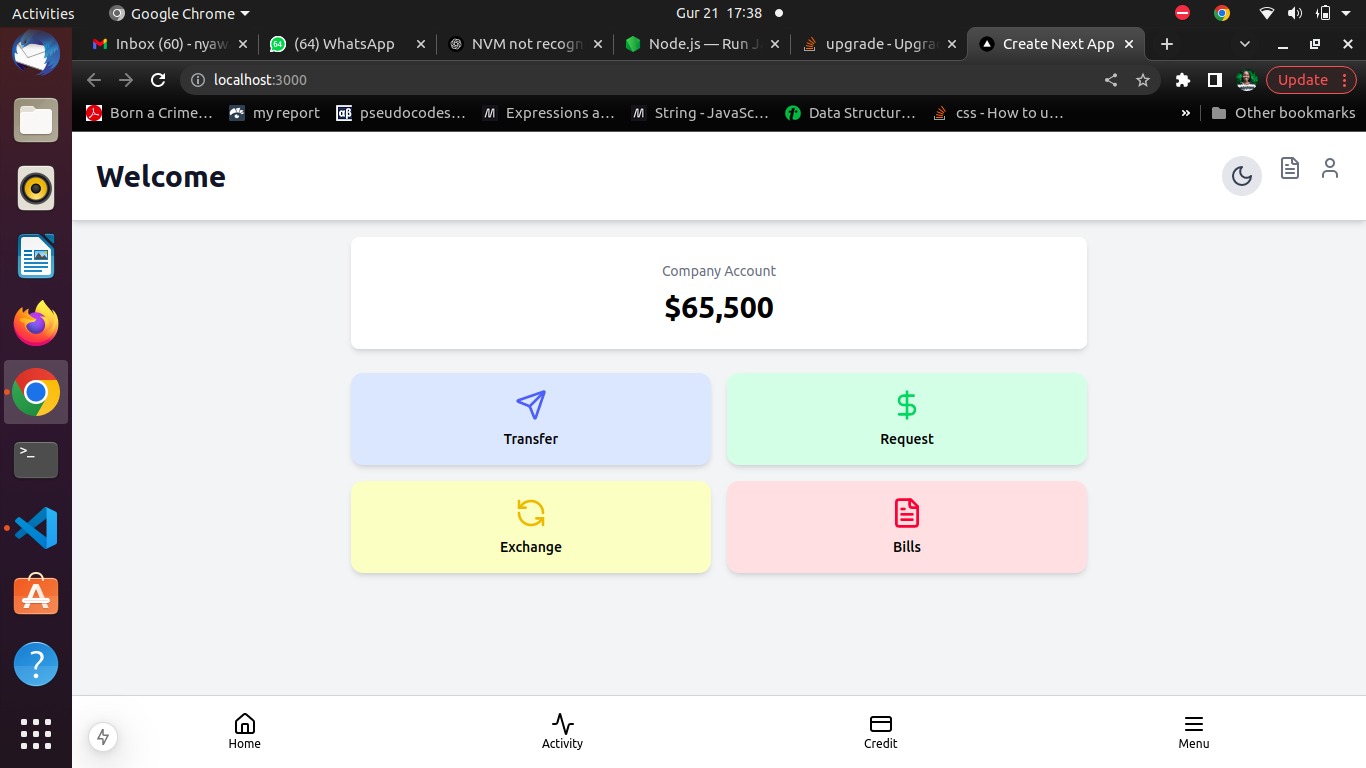 Activities Google Chrome Gur 21 17:38
Inbox (60) - nyaw (64) WhatsApp NVM not recogn Node.js — Run J upgrade - Upgra Create Next App
localhost:3000 Update
Born a Crime… my report αβ pseudocodes… M Expressions a… M String - JavaSc… Data Structur… css - How to u… » Other bookmarks
Welcome
Company Account
$65,500
Transfer Request
Exchange Bills
Home Activity Credit Menu